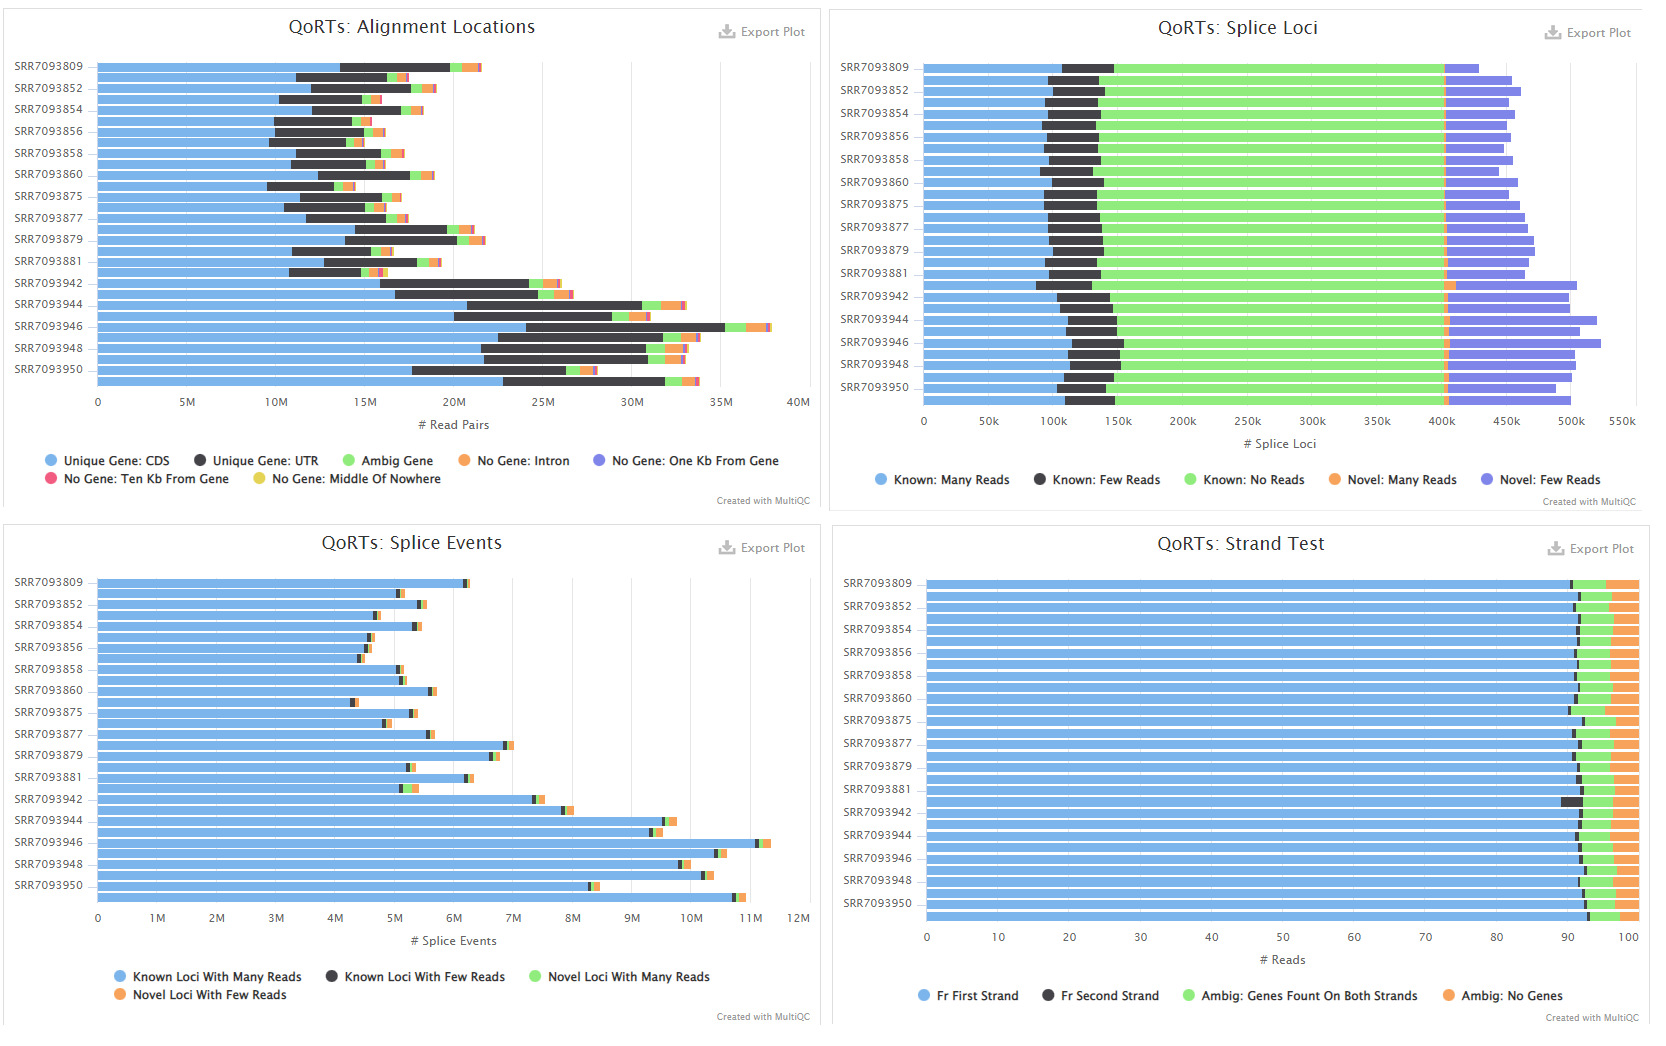 QoRTs: Alignment Locations
Export Plot
SRR7093809
SRR7093852
SRR7093854
SRR7093856
SRR7093858
SRR7093860
SRR7093875
SRR7093877
SRR7093879
SRR7093881
SRR7093942
SRR7093944
SRR7093946
SRR7093948
SRR7093950
0 5M 10M 15M 20M 25M 30M 35M 40M
# Read Pairs
Unique Gene: CDS Unique Gene: UTR Ambig Gene No Gene: Intron No Gene: One Kb From Gene
No Gene: Ten Kb From Gene No Gene: Middle Of Nowhere
Created with MultiQC
QoRTs: Splice Loci
Export Plot
SRR7093809
SRR7093852
SRR7093854
SRR7093856
SRR7093858
SRR7093860
SRR7093875
SRR7093877
SRR7093879
SRR7093881
SRR7093942
SRR7093944
SRR7093946
SRR7093948
SRR7093950
0 50k 100k 150k 200k 250k 300k 350k 400k 450k 500k 550k
# Splice Loci
Known: Many Reads Known: Few Reads Known: No Reads Novel: Many Reads Novel: Few Reads
Created with MultiQC
QoRTs: Splice Events
Export Plot
SRR7093809
SRR7093852
SRR7093854
SRR7093856
SRR7093858
SRR7093860
SRR7093875
SRR7093877
SRR7093879
SRR7093881
SRR7093942
SRR7093944
SRR7093946
SRR7093948
SRR7093950
0 1M 2M 3M 4M 5M 6M 7M 8M 9M 10M 11M 12M
# Splice Events
Known Loci With Many Reads Known Loci With Few Reads Novel Loci With Many Reads
Novel Loci With Few Reads
Created with MultiQC
QoRTs: Strand Test
Export Plot
SRR7093809
SRR7093852
SRR7093854
SRR7093856
SRR7093858
SRR7093860
SRR7093875
SRR7093877
SRR7093879
SRR7093881
SRR7093942
SRR7093944
SRR7093946
SRR7093948
SRR7093950
0 10 20 30 40 50 60 70 80 90 100
# Reads
Fr First Strand Fr Second Strand Ambig: Genes Fount On Both Strands Ambig: No Genes
Created with MultiQC